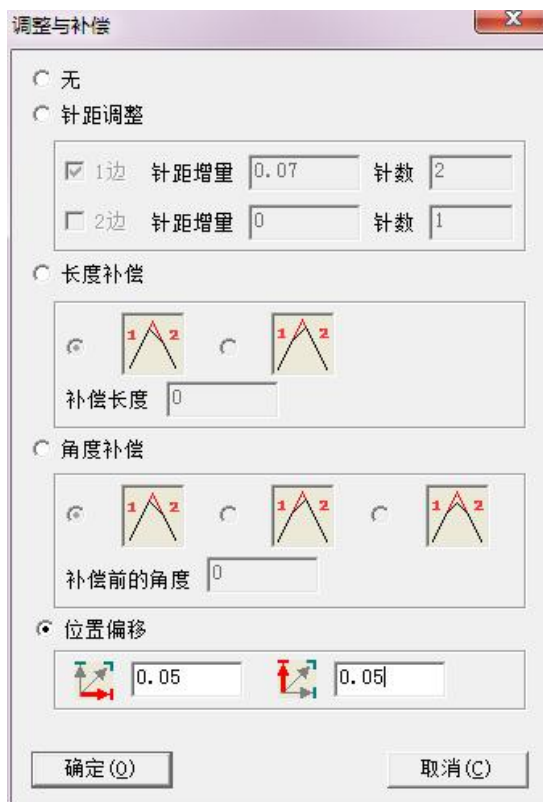 调整与补偿
无
针距调整
1边 针距增量 0.07 针数 2
2边 针距增量 0 针数 1
长度补偿
1 2 1 2
补偿长度 0
角度补偿
1 2 1 2 1 2
补偿前的角度 0
位置偏移
0.05 0.05
确定(O) 取消(C)